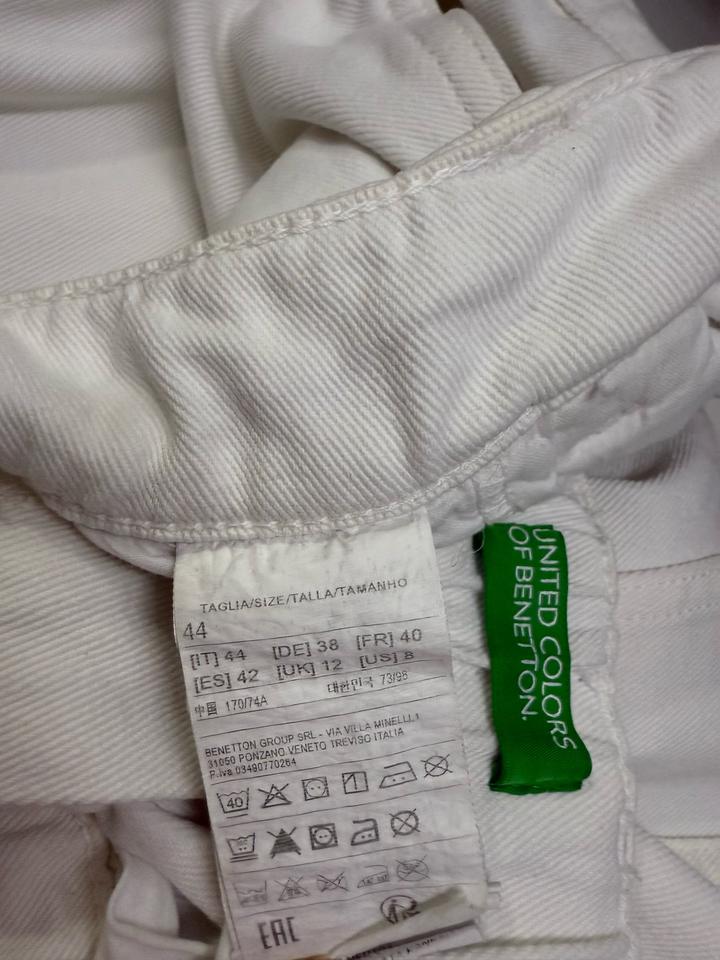 TAGLIA/SIZE/TALLA/TAMANHO
44
[IT] 44 [DE] 38 [FR] 40
[ES] 42 [UK] 12 [US] 8
中国 170/74A 대한민국 73/96
BENETTON GROUP SRL - VIA VILLA MINELLI,1
31050 PONZANO VENETO TREVISO ITALIA
P.Iva 03490770264
40
1
EAC
UNITED COLORS
OF BENETTON.